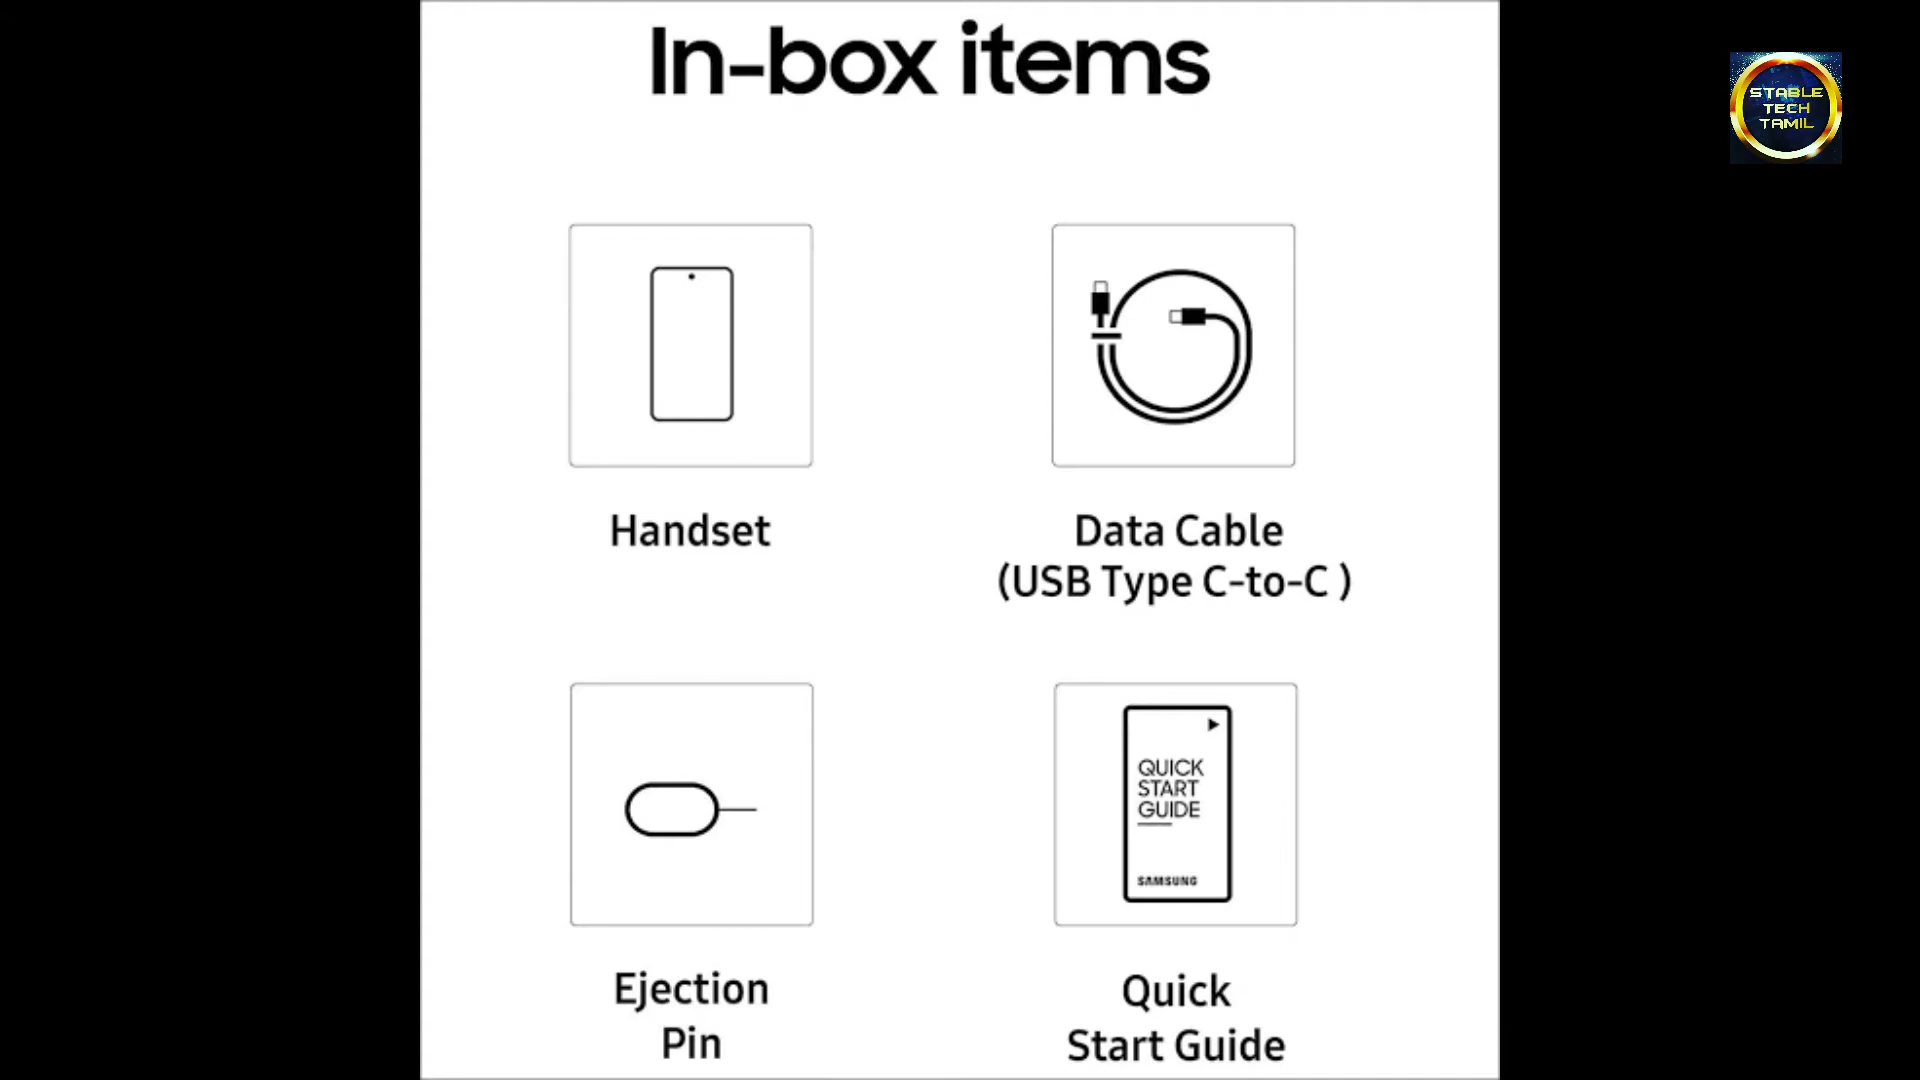 In-box items
STABLE
TECH
TAMIL
Handset
Data Cable
(USB Type C-to-C )
QUICK
START
GUIDE
SAMSUNG
Ejection
Pin
Quick
Start Guide